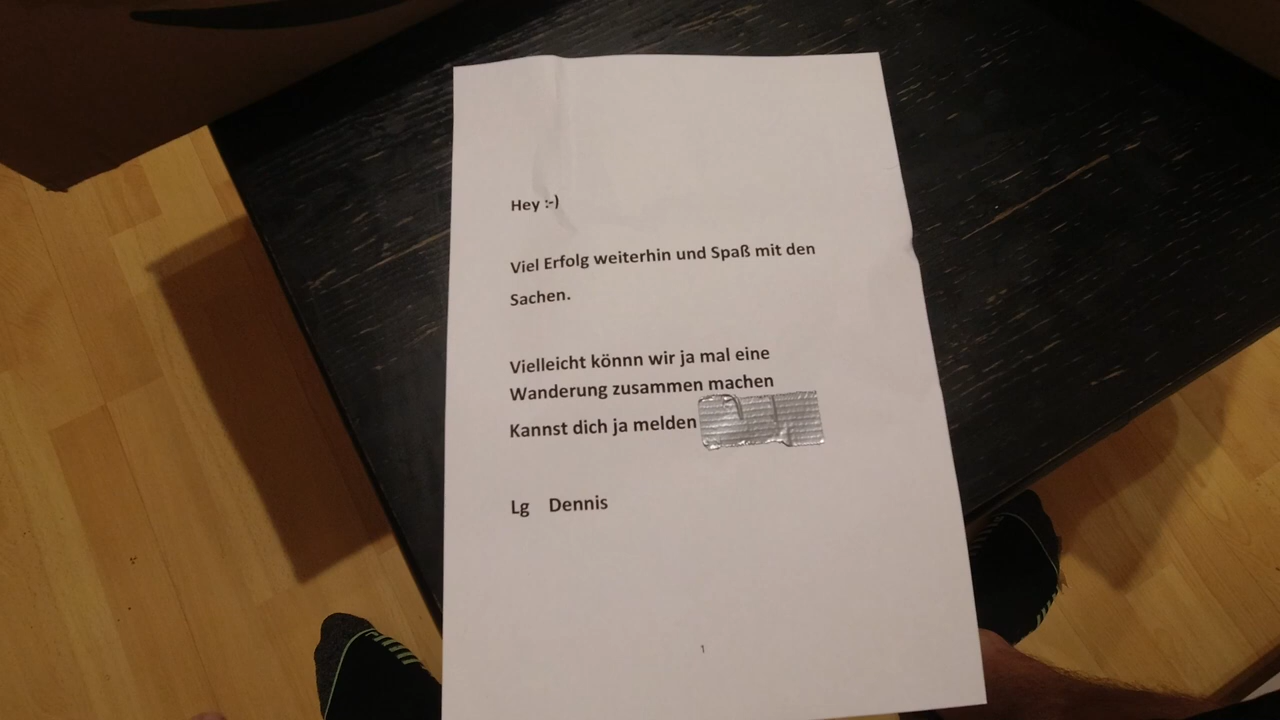 Hey :-)
Viel Erfolg weiterhin und Spaß mit den
Sachen.
Vielleicht könnn wir ja mal eine
Wanderung zusammen machen
Kannst dich ja melden
Lg Dennis
1